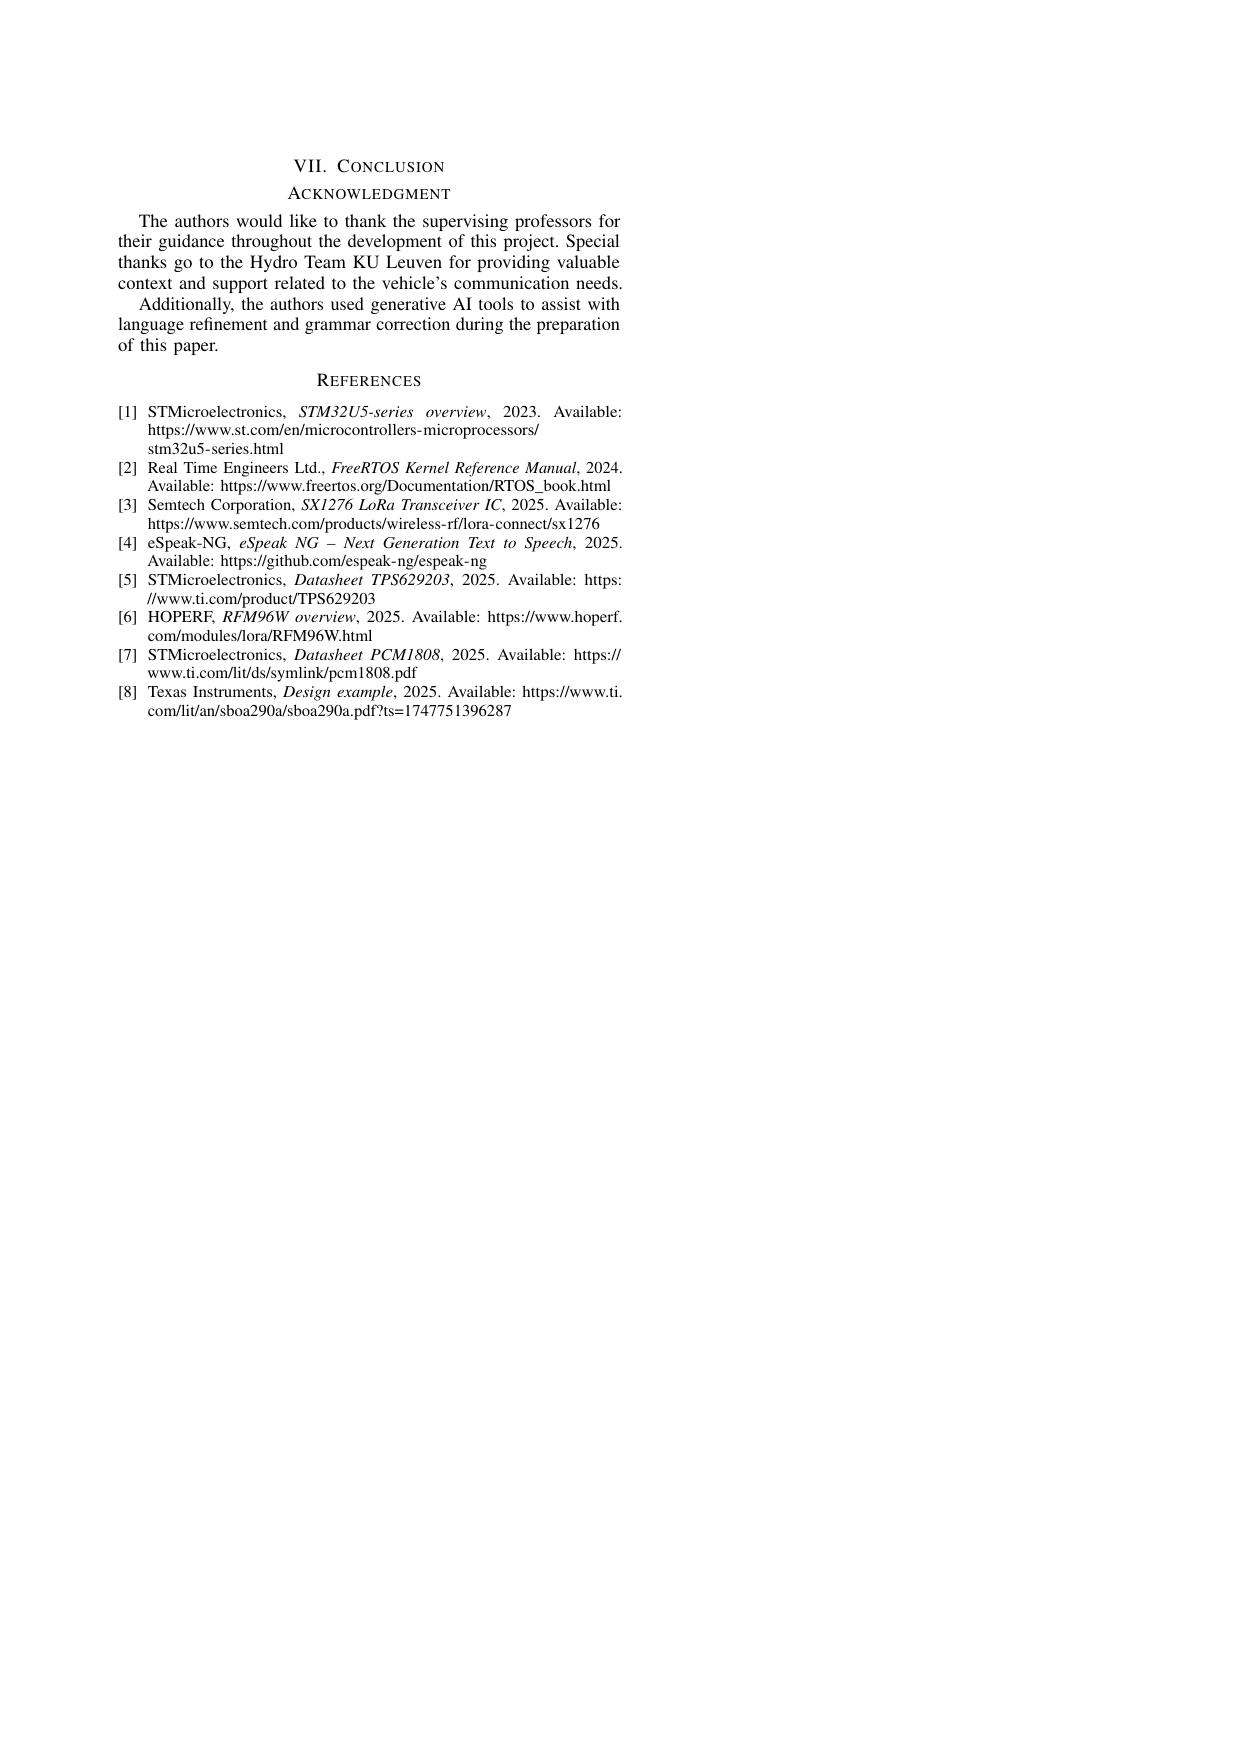 VII. CONCLUSION
ACKNOWLEDGMENT
The authors would like to thank the supervising professors for
their guidance throughout the development of this project. Special
thanks go to the Hydro Team KU Leuven for providing valuable
context and support related to the vehicle's communication needs.
Additionally, the authors used generative AI tools to assist with
language refinement and grammar correction during the preparation
of this paper.
REFERENCES
[1] STMicroelectronics, STM32U5-series overview, 2023. Available:
https://www.st.com/en/microcontrollers-microprocessors/
stm32u5-series.html
[2] Real Time Engineers Ltd., FreeRTOS Kernel Reference Manual, 2024.
Available: https://www.freertos.org/Documentation/RTOS_book.html
[3] Semtech Corporation, SX1276 LoRa Transceiver IC, 2025. Available:
https://www.semtech.com/products/wireless-rf/lora-connect/sx1276
[4] eSpeak-NG, eSpeak NG – Next Generation Text to Speech, 2025.
Available: https://github.com/espeak-ng/espeak-ng
[5] STMicroelectronics, Datasheet TPS629203, 2025. Available: https:
//www.ti.com/product/TPS629203
[6] HOPERF, RFM96W overview, 2025. Available: https://www.hoperf.
com/modules/lora/RFM96W.html
[7] STMicroelectronics, Datasheet PCM1808, 2025. Available: https://
www.ti.com/lit/ds/symlink/pcm1808.pdf
[8] Texas Instruments, Design example, 2025. Available: https://www.ti.
com/lit/an/sboa290a/sboa290a.pdf?ts=1747751396287